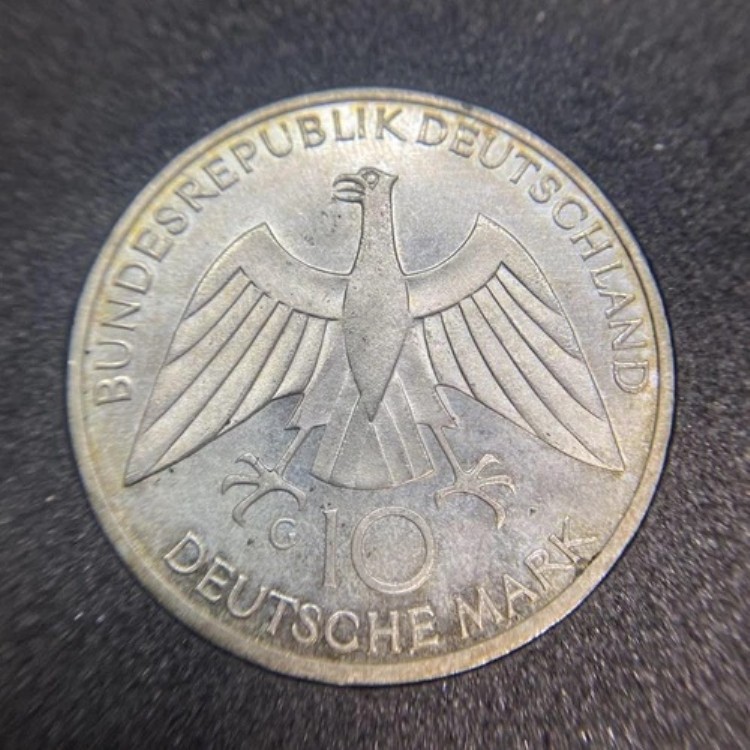 BUNDESREPUBLIK DEUTSCHLAND
G
10
DEUTSCHE MARK